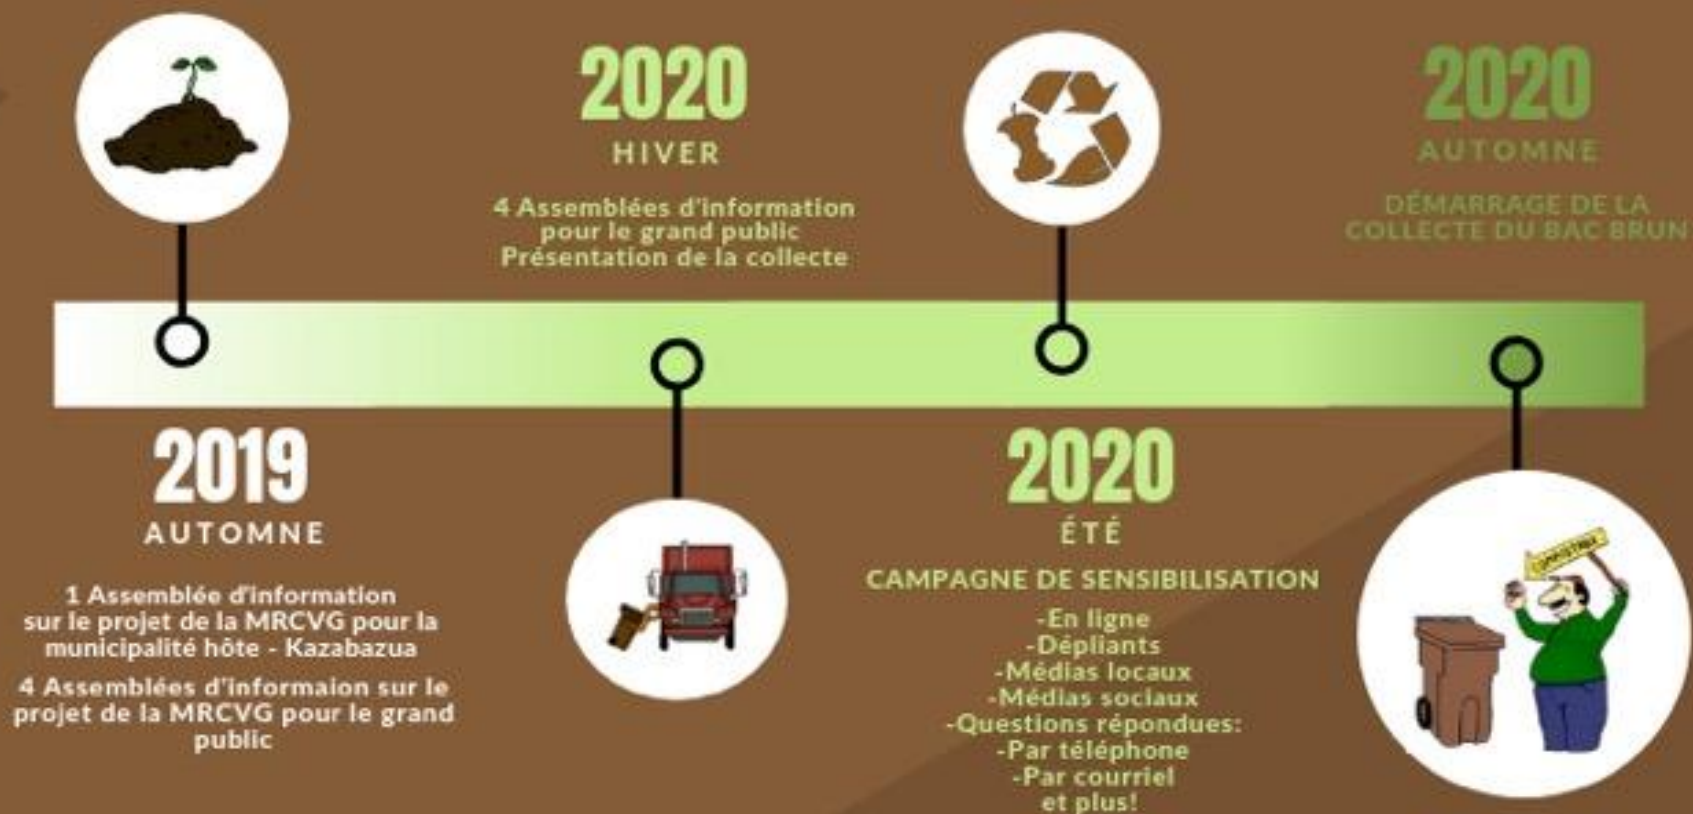 2019
AUTOMNE
1 Assemblée d'information
sur le projet de la MRCVG pour la
municipalité hôte - Kazabazua
4 Assemblées d'informaion sur le
projet de la MRCVG pour le grand
public
2020
HIVER
4 Assemblées d'information
pour le grand public
Présentation de la collecte
2020
ÉTÉ
CAMPAGNE DE SENSIBILISATION
-En ligne
-Dépliants
-Médias locaux
-Médias sociaux
-Questions répondues:
-Par téléphone
-Par courriel
et plus!
2020
AUTOMNE
DÉMARRAGE DE LA
COLLECTE DU BAC BRUN